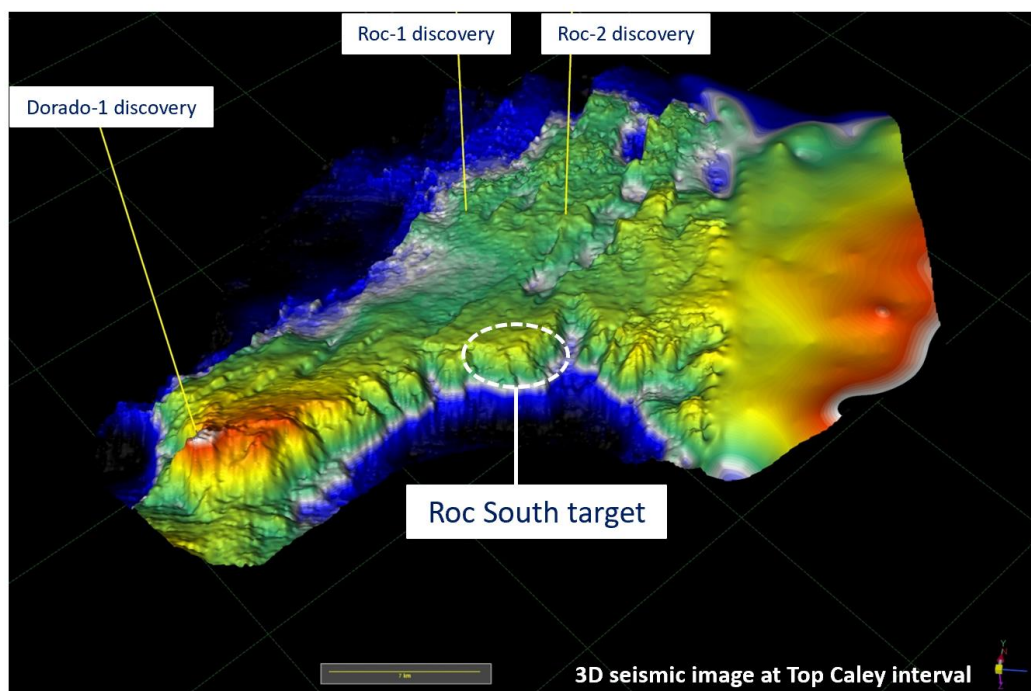 Roc-1 discovery
Roc-2 discovery
Dorado-1 discovery
Roc South target
3D seismic image at Top Caley interval